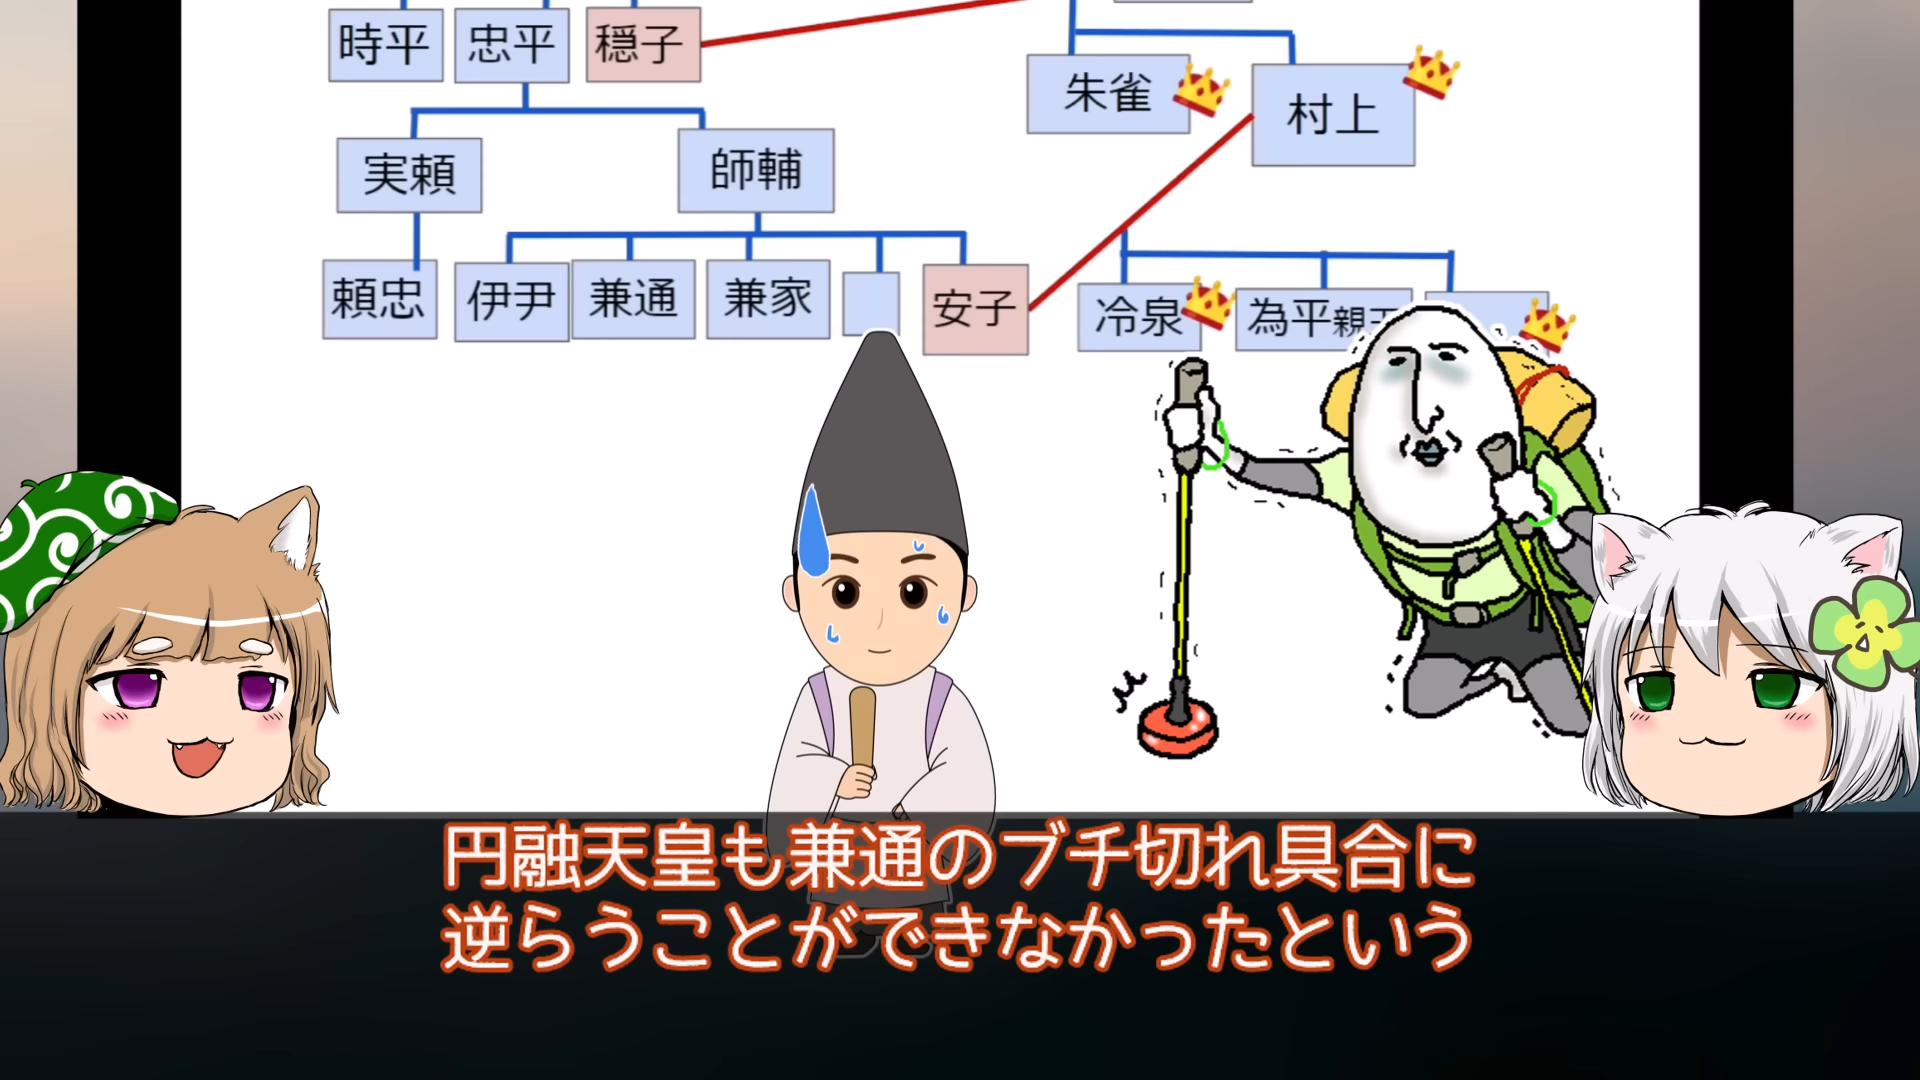 時平 忠平 穏子
朱雀 村上
実頼 師輔
頼忠 伊尹 兼通 兼家 安子 冷泉 為平親王
円融天皇も兼通のブチ切れ具合に
逆らうことができなかったという